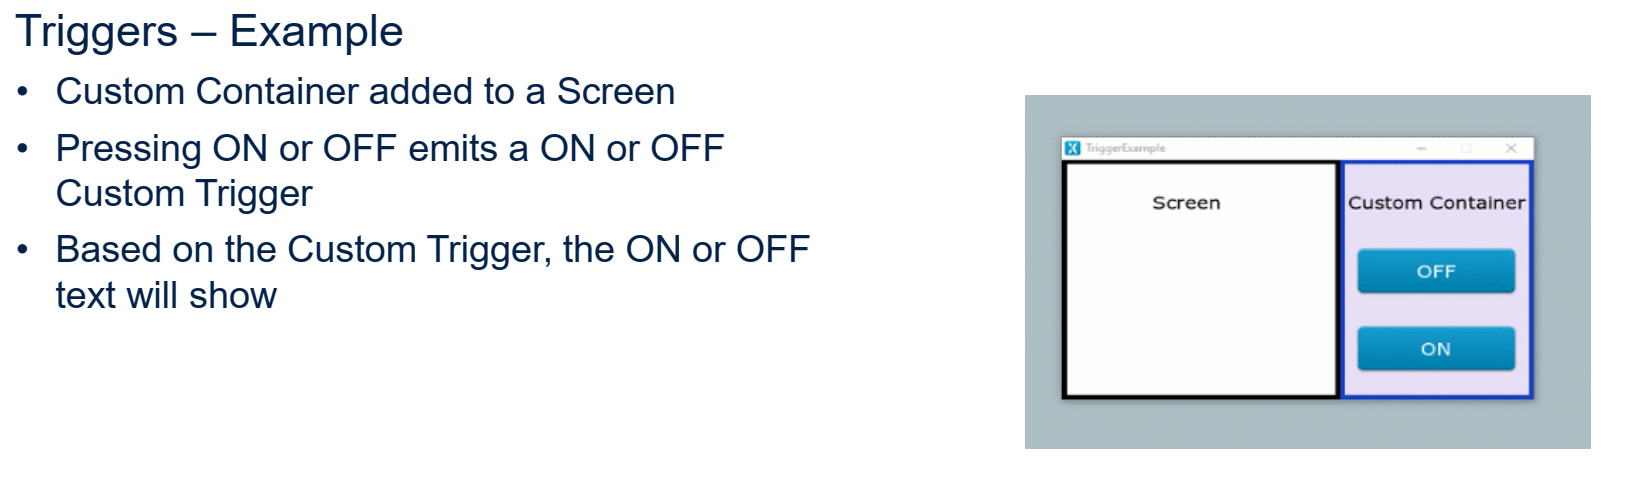 Triggers – Example
• Custom Container added to a Screen
• Pressing ON or OFF emits a ON or OFF
Custom Trigger
• Based on the Custom Trigger, the ON or OFF
text will show
TriggerExample
Screen
Custom Container
OFF
ON